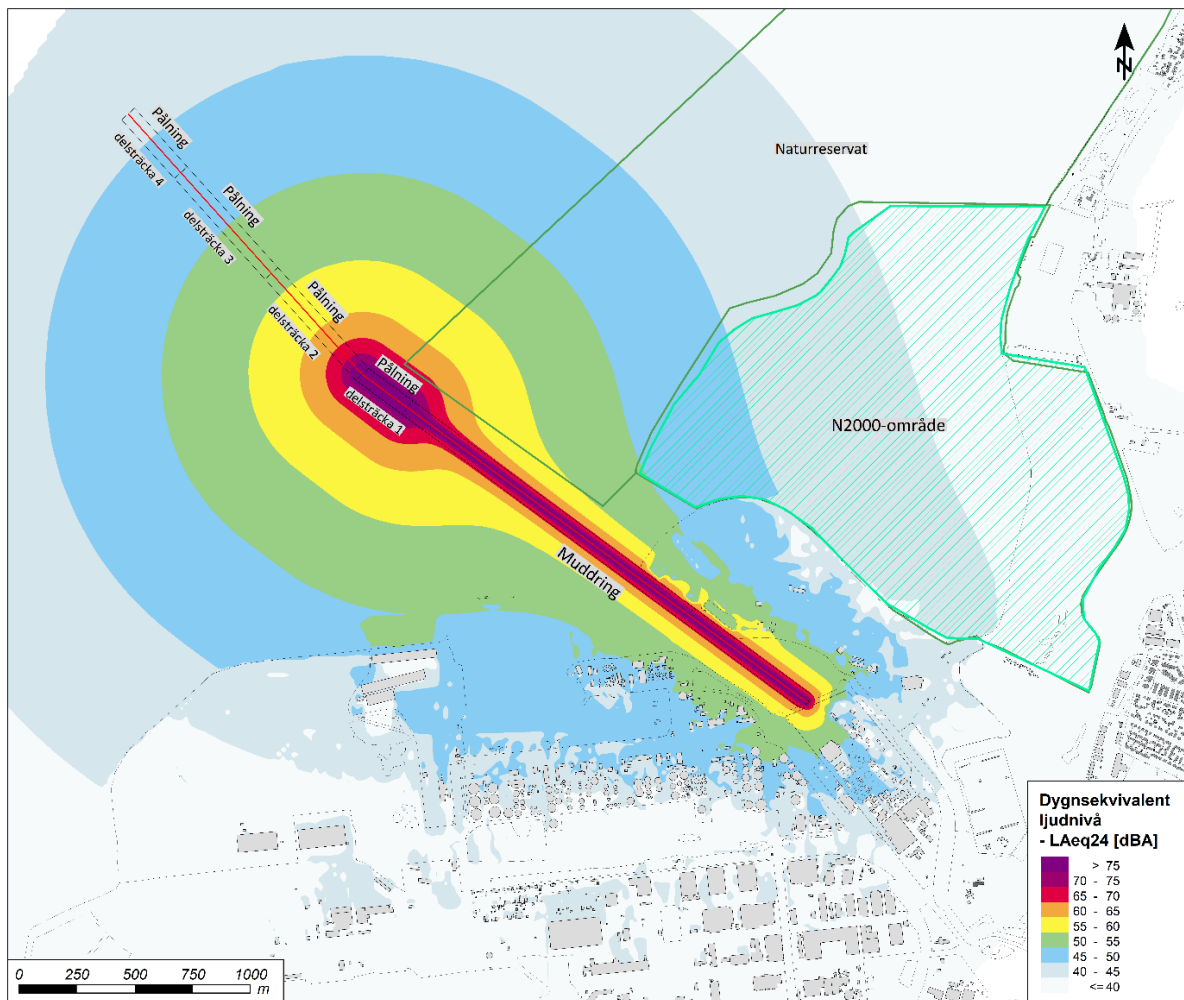 N
Pålning
delsträcka 4
Naturreservat
Pålning
delsträcka 3
Pålning
delsträcka 2
Pålning
delsträcka 1
N2000-område
Muddring
Dygnsekvivalent
ljudnivå
- LAeq24 [dBA]
> 75
70 - 75
65 - 70
60 - 65
55 - 60
50 - 55
45 - 50
40 - 45
<= 40
0 250 500 750 1000
m